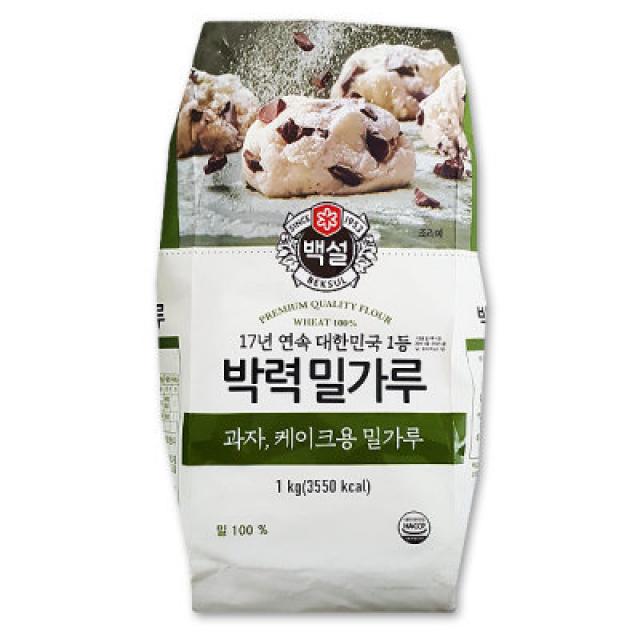 조리예
SINCE 1953
백설
BEKSUL
PREMIUM QUALITY FLOUR
WHEAT 100%
17년 연속 대한민국 1등
박력밀가루
과자, 케이크용 밀가루
1 kg(3550 kcal)
밀 100 %
HACCP